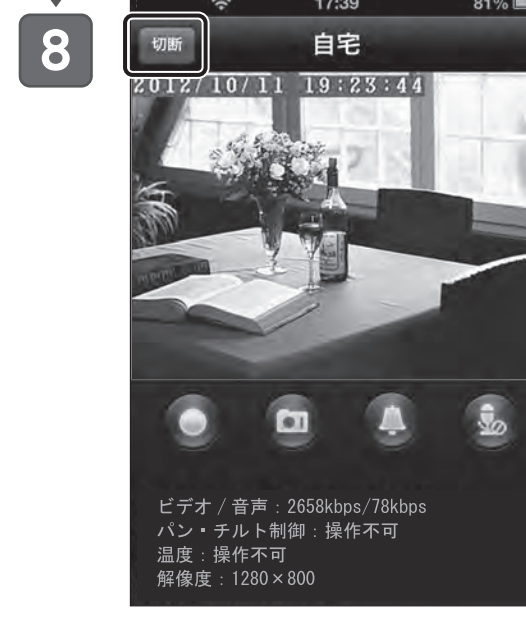 8
17:39 81%
切断 自宅
2012/10/11 19:23:44
ビデオ / 音声：2658kbps/78kbps
パン・チルト制御：操作不可
温度：操作不可
解像度：1280×800